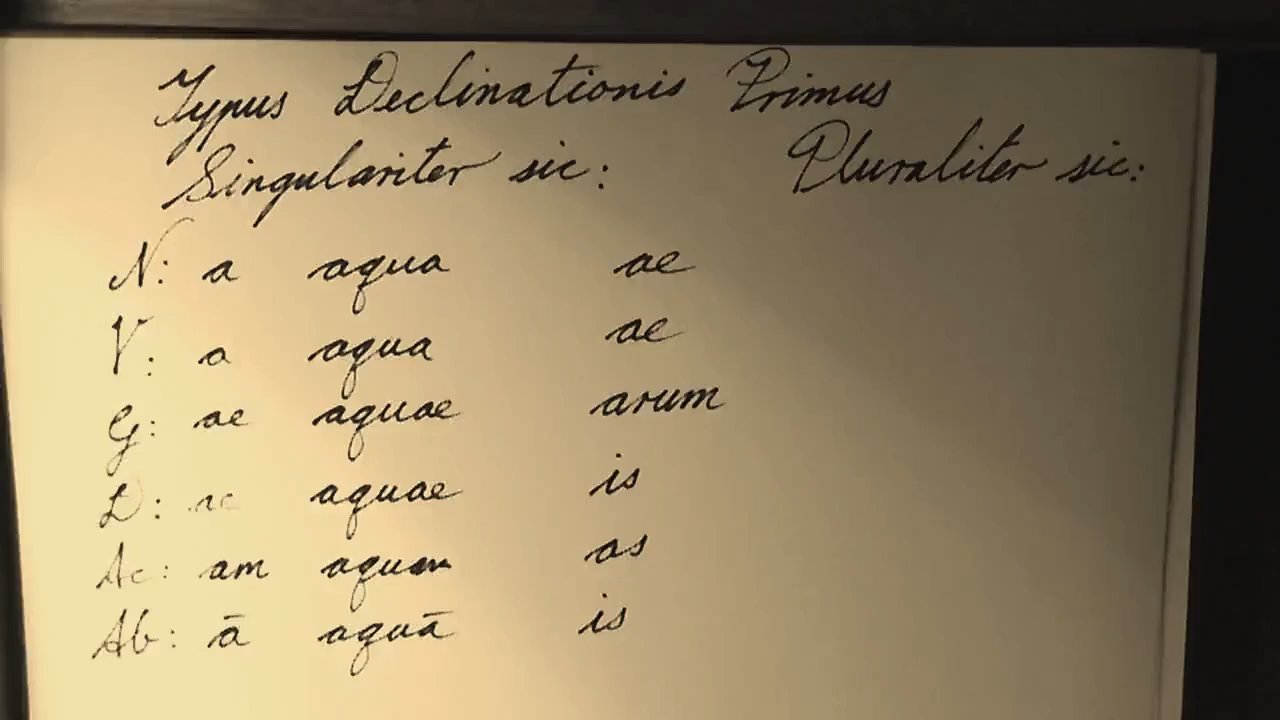 Typus Declinationis Primus
Singulariter sic: Pluraliter sic:
N: a aqua ae
V: a aqua ae
G: ae aquae arum
D: ae aquae is
Ac: am aquam as
Ab: ā aquā is